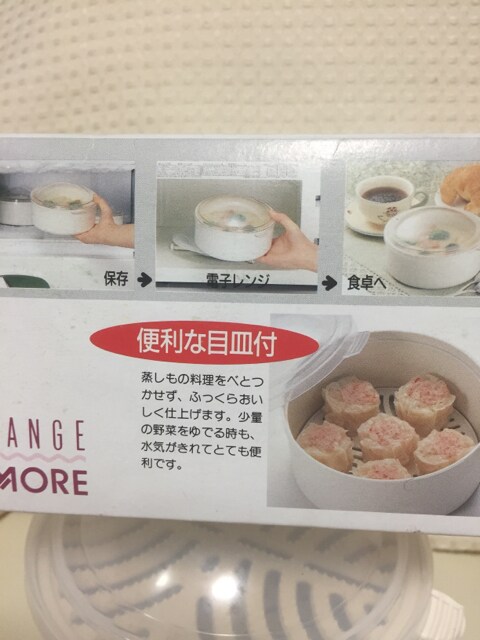 保存
電子レンジ
食卓へ
便利な目皿付
蒸しもの料理をべとつ
かせず、ふっくらおい
しく仕上げます。少量
の野菜をゆでる時も、
水気がきれてとても便
利です。
ANGE
MORE